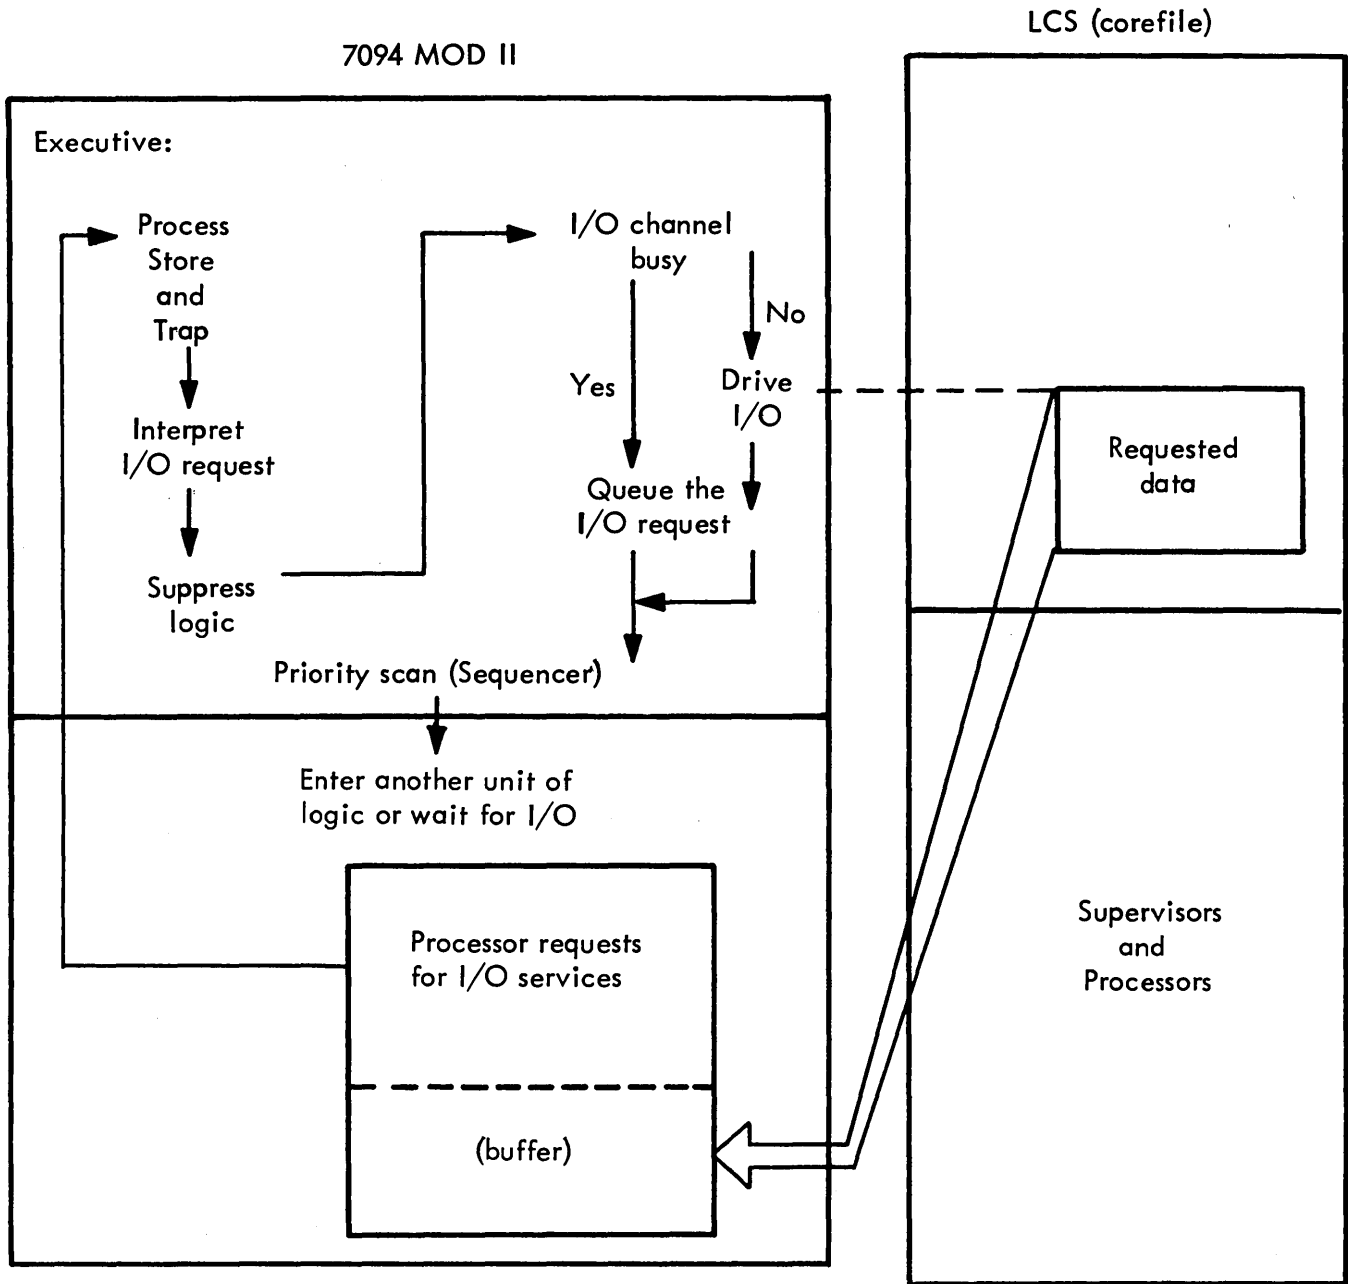 LCS (corefile)
7094 MOD II
Executive:
Process
Store
and
Trap
Interpret
I/O request
Suppress
logic
I/O channel
busy
No
Yes
Drive
I/O
Queue the
I/O request
Priority scan (Sequencer)
Enter another unit of
logic or wait for I/O
Processor requests
for I/O services
(buffer)
Requested
data
Supervisors
and
Processors